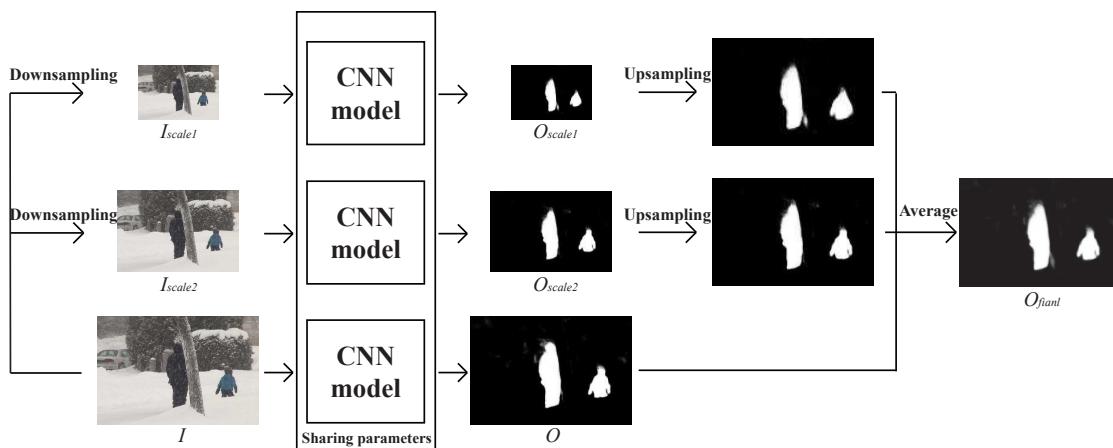 Downsampling
CNN
model
Upsampling
Iscale1
Oscale1
Downsampling
CNN
model
Upsampling
Average
Iscale2
Oscale2
Ofianl
CNN
model
I
Sharing parameters
O